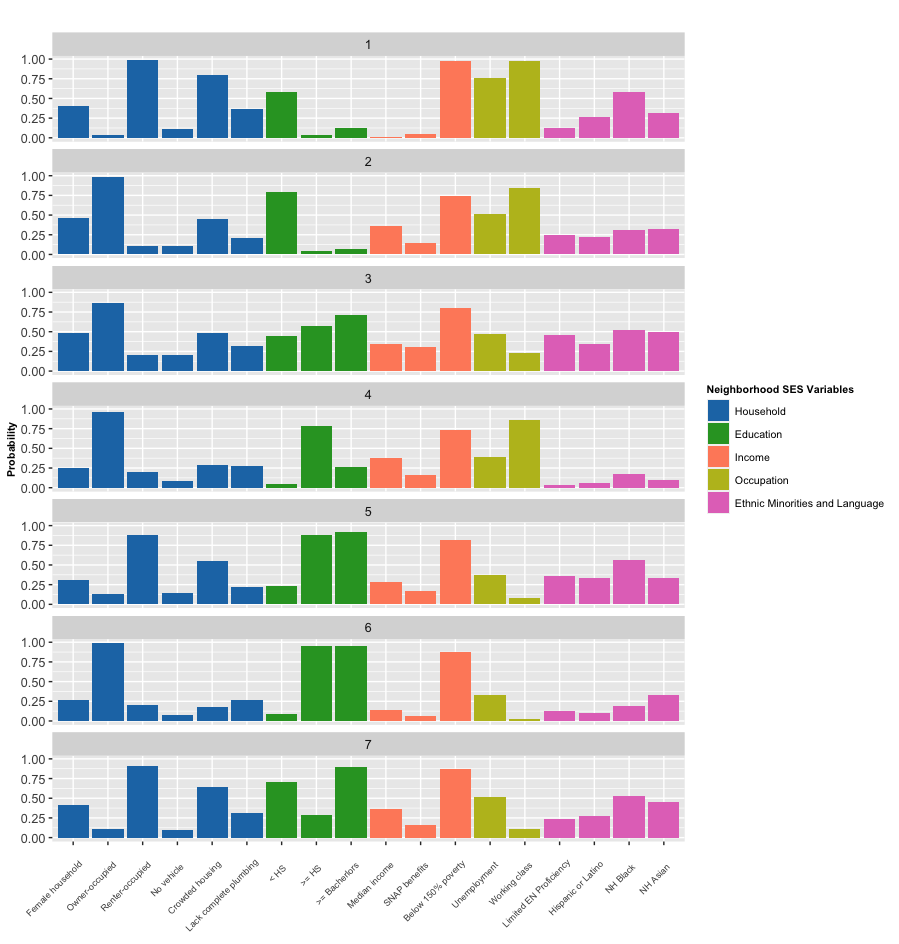 1
1.00
0.75
0.50
0.25
0.00
2
1.00
0.75
0.50
0.25
0.00
3
1.00
0.75
0.50
0.25
0.00
4
1.00
0.75
0.50
0.25
0.00
5
1.00
0.75
0.50
0.25
0.00
6
1.00
0.75
0.50
0.25
0.00
7
1.00
0.75
0.50
0.25
0.00
Probability
Female household
Owner-occupied
Renter-occupied
No vehicle
Crowded housing
Lack complete plumbing
< HS
>= HS
>= Bacherlors
Median Income
SNAP benefits
Below 150% poverty
Unemployment
Working class
Limited EN Proficiency
Hispanic or Latino
NH Black
NH Asian
Neighborhood SES Variables
Household
Education
Income
Occupation
Ethnic Minorities and Language